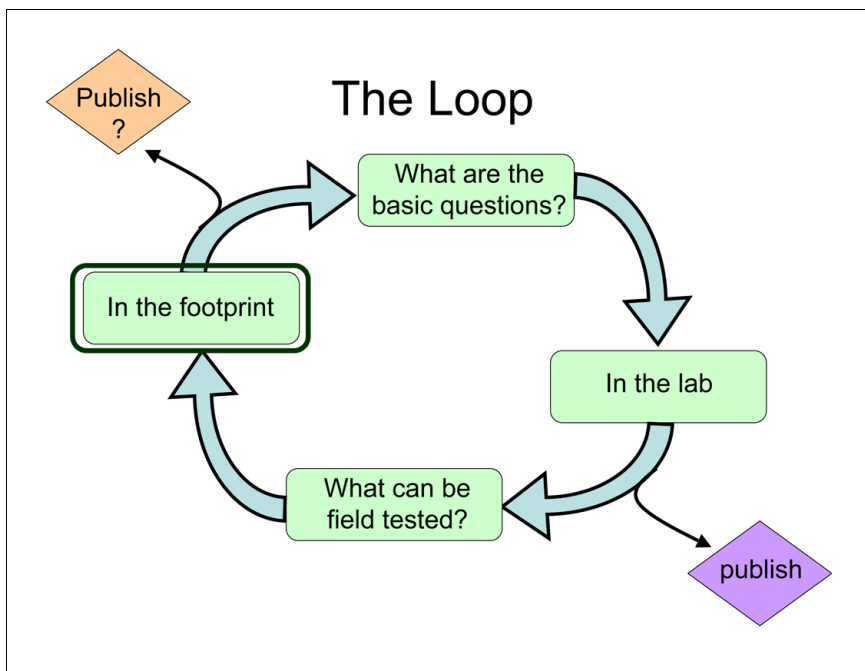 Publish
?
The Loop
What are the
basic questions?
In the footprint
In the lab
What can be
field tested?
publish